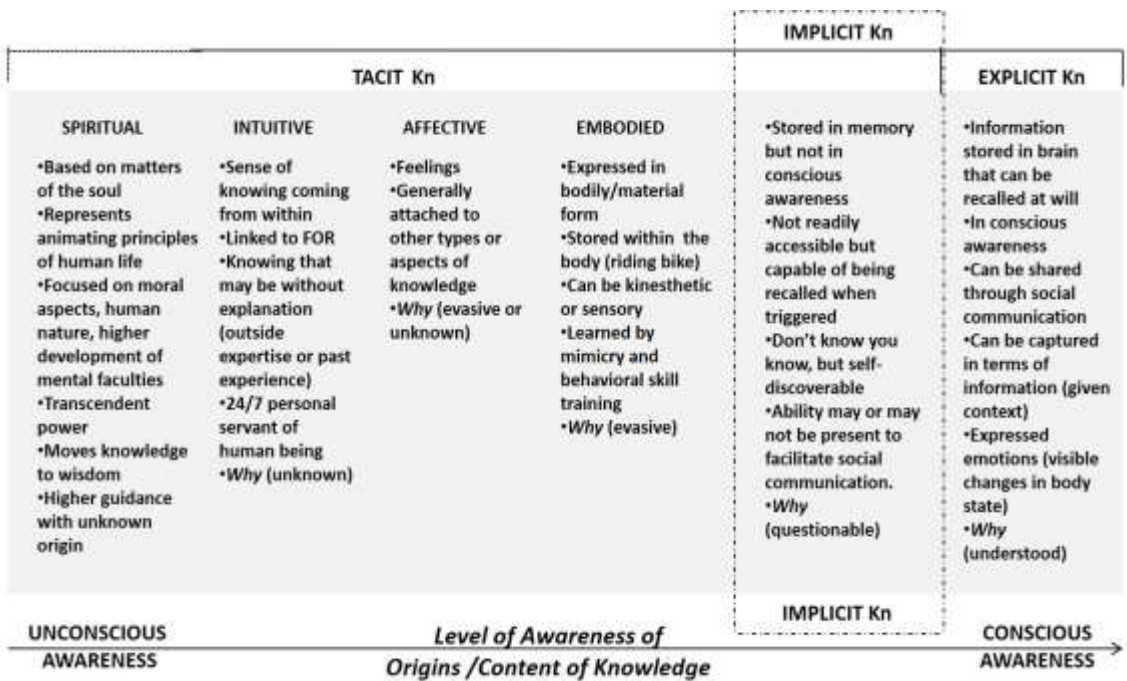 IMPLICIT Kn
TACIT Kn
EXPLICIT Kn
SPIRITUAL
•Based on matters
of the soul
•Represents
animating principles
of human life
•Focused on moral
aspects, human
nature, higher
development of
mental faculties
•Transcendent
power
•Moves knowledge
to wisdom
•Higher guidance
with unknown
origin
INTUITIVE
•Sense of
knowing coming
from within
•Linked to FOR
•Knowing that
may be without
explanation
(outside
expertise or past
experience)
•24/7 personal
servant of
human being
•Why (unknown)
AFFECTIVE
•Feelings
•Generally
attached to
other types or
aspects of
knowledge
•Why (evasive or
unknown)
EMBODIED
•Expressed in
bodily/material
form
•Stored within the
body (riding bike)
•Can be kinesthetic
or sensory
•Learned by
mimicry and
behavioral skill
training
•Why (evasive)
•Stored in memory
but not in
conscious
awareness
•Not readily
accessible but
capable of being
recalled when
triggered
•Don't know you
know, but self-
discoverable
•Ability may or may
not be present to
facilitate social
communication.
•Why
(questionable)
•Information
stored in brain
that can be
recalled at will
•In conscious
awareness
•Can be shared
through social
communication
•Can be captured
in terms of
information (given
context)
•Expressed
emotions (visible
changes in body
state)
•Why
(understood)
IMPLICIT Kn
UNCONSCIOUS
AWARENESS
Level of Awareness of
Origins /Content of Knowledge
CONSCIOUS
AWARENESS